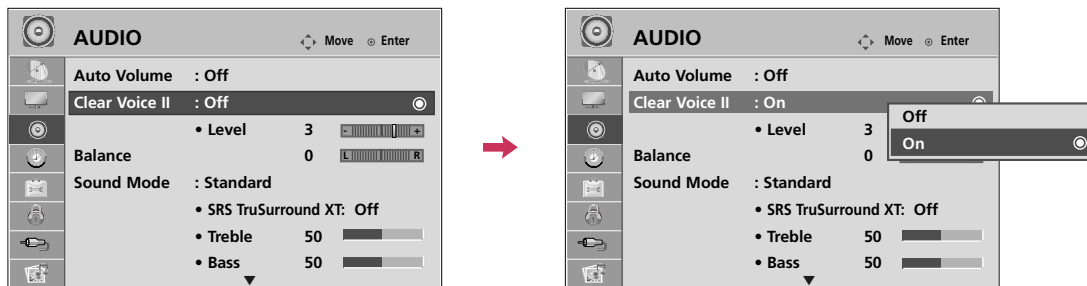 AUDIO Move Enter
Auto Volume : Off
Clear Voice II : Off
• Level 3 - +
Balance 0 L R
Sound Mode : Standard
• SRS TruSurround XT: Off
• Treble 50
• Bass 50
AUDIO Move Enter
Auto Volume : Off
Clear Voice II : On
• Level 3
Balance 0
Sound Mode : Standard
• SRS TruSurround XT: Off
• Treble 50
• Bass 50
Off
On